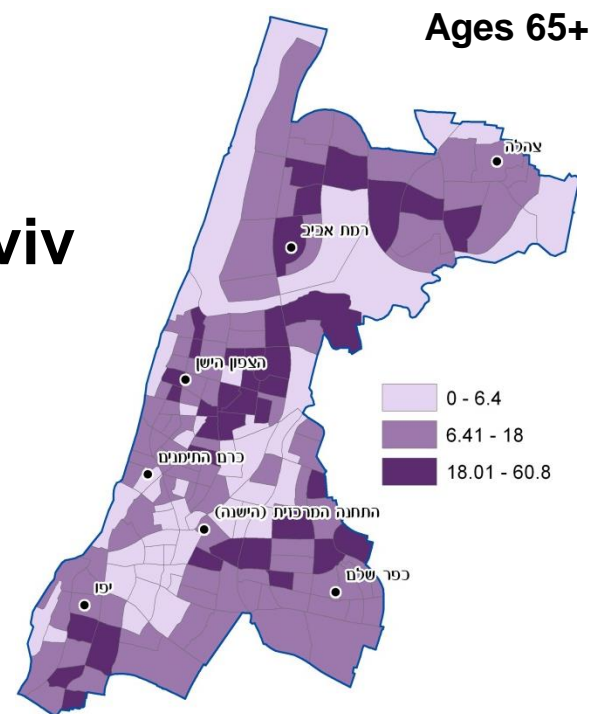 Ages 65+
viv
צהלה
רמת אביב
הצפון הישן
0 - 6.4
6.41 - 18
18.01 - 60.8
כרם התימנים
התחנה המרכזית (הישנה)
כפר שלם
יפו